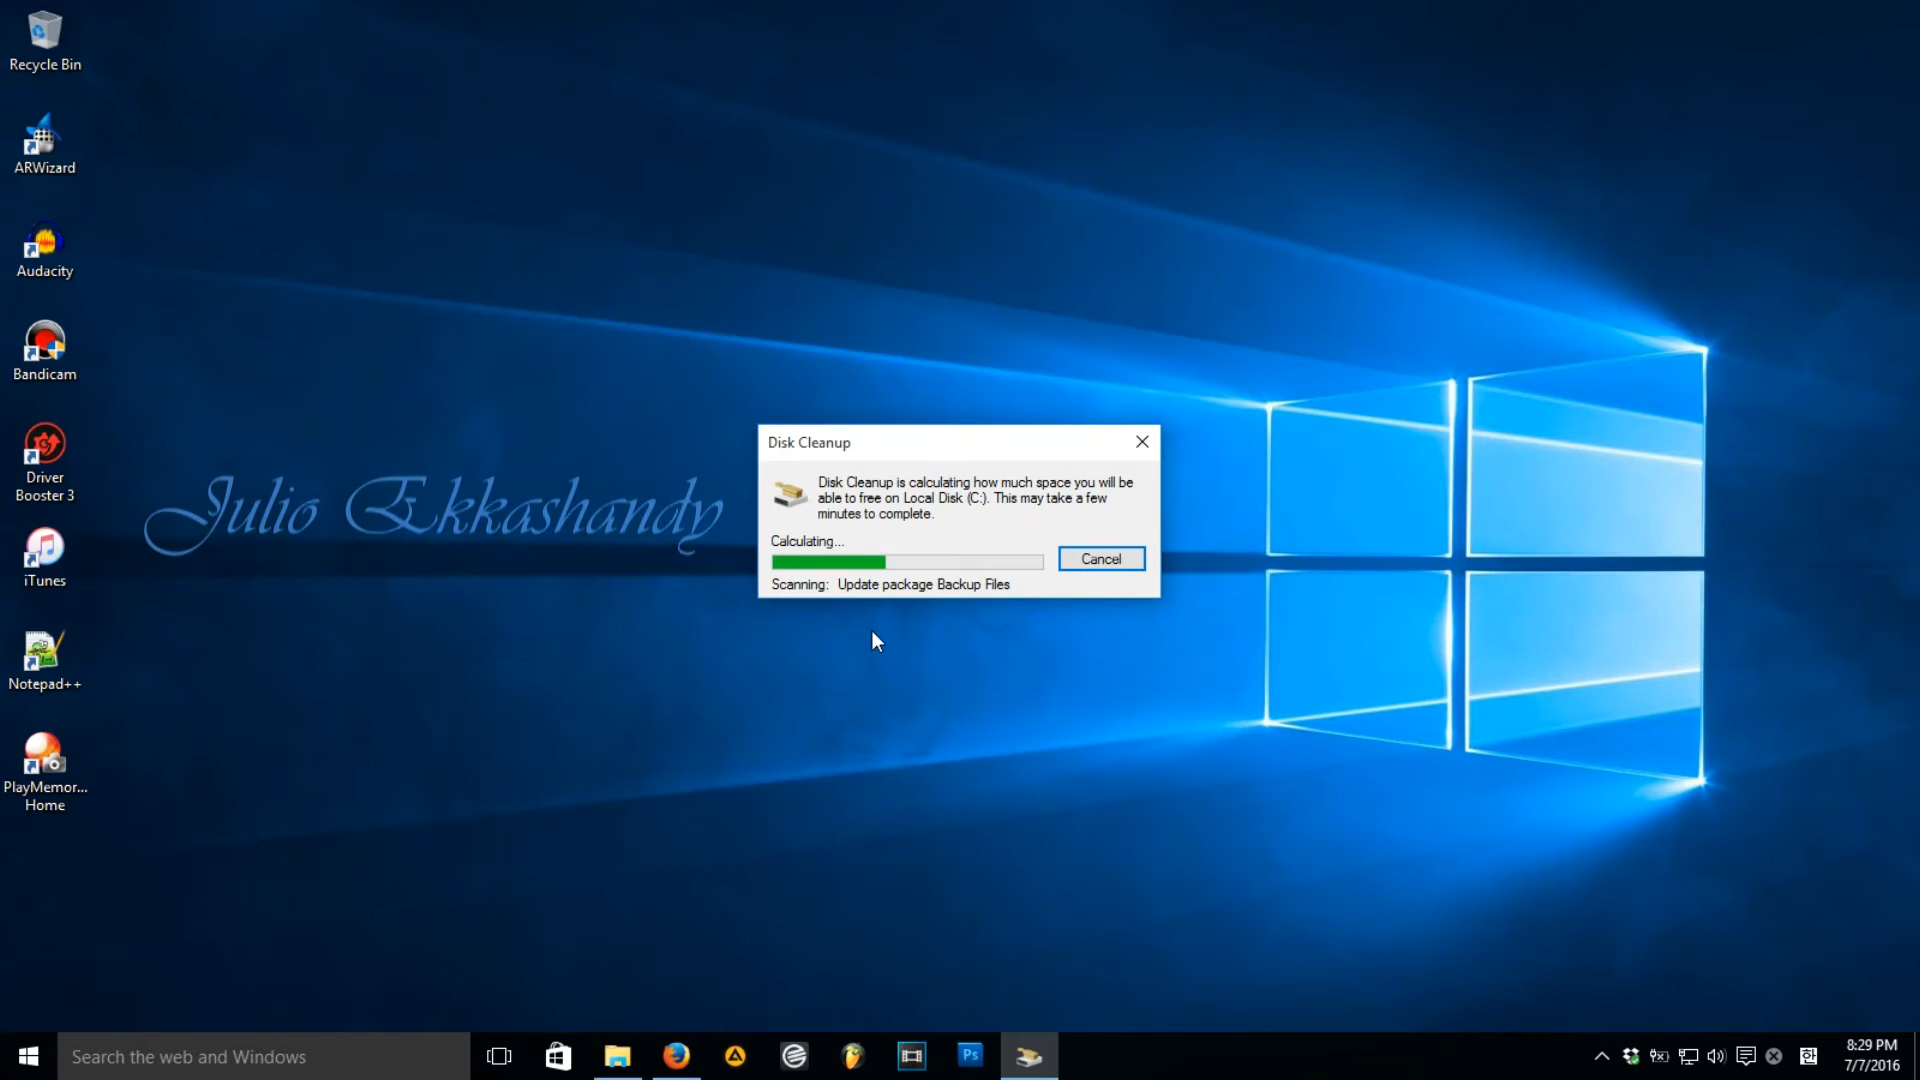 Recycle Bin
ARWizard
Audacity
Bandicam
Driver
Booster 3
iTunes
Notepad++
PlayMemor...
Home
Julio Ekkashandy
Disk Cleanup
Disk Cleanup is calculating how much space you will be
able to free on Local Disk (C:). This may take a few
minutes to complete.
Calculating...
Cancel
Scanning: Update package Backup Files
Search the web and Windows
Ps
한
8:29 PM
7/7/2016